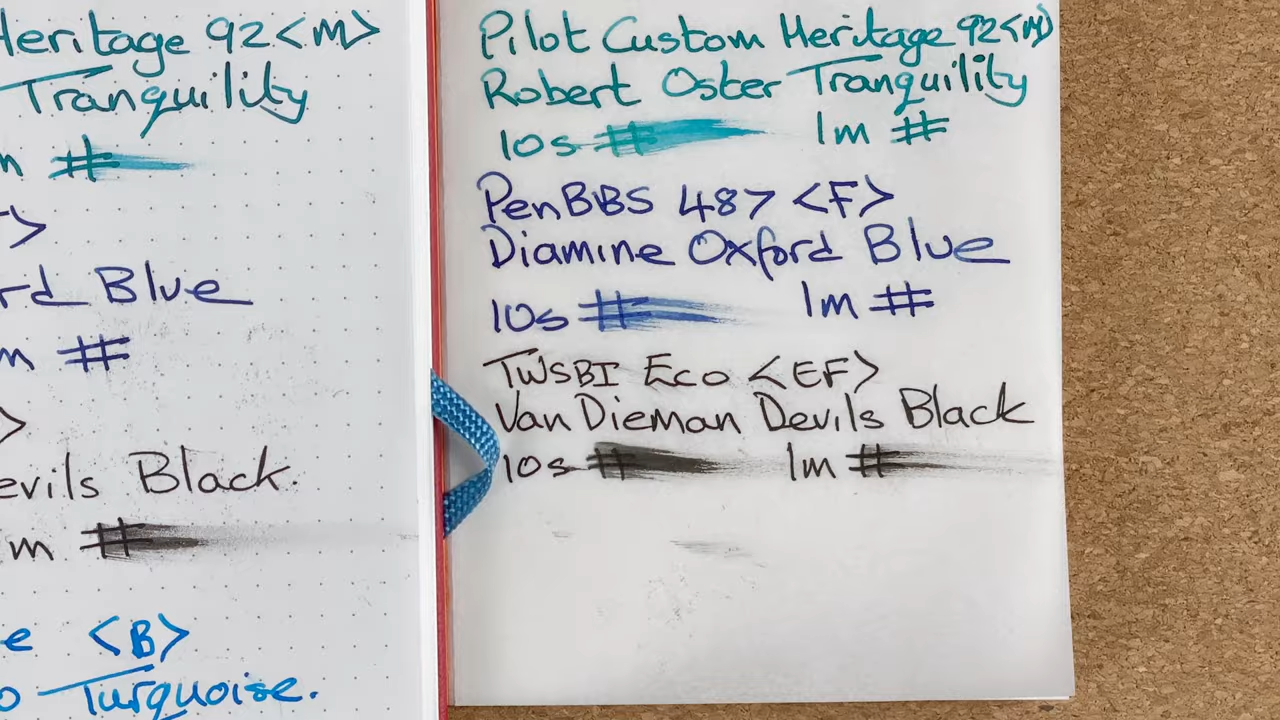 Heritage 92<M>
Tranquility
m #
>
rd Blue
m #
>
evils Black.
m #
e <B>
o Turquoise.
Pilot Custom Heritage 92<M>
Robert Oster Tranquility
10s # 1m #
PenBBS 487 <F>
Diamine Oxford Blue
10s # 1m #
TWSBI Eco <EF>
Van Dieman Devils Black
10s # 1m #